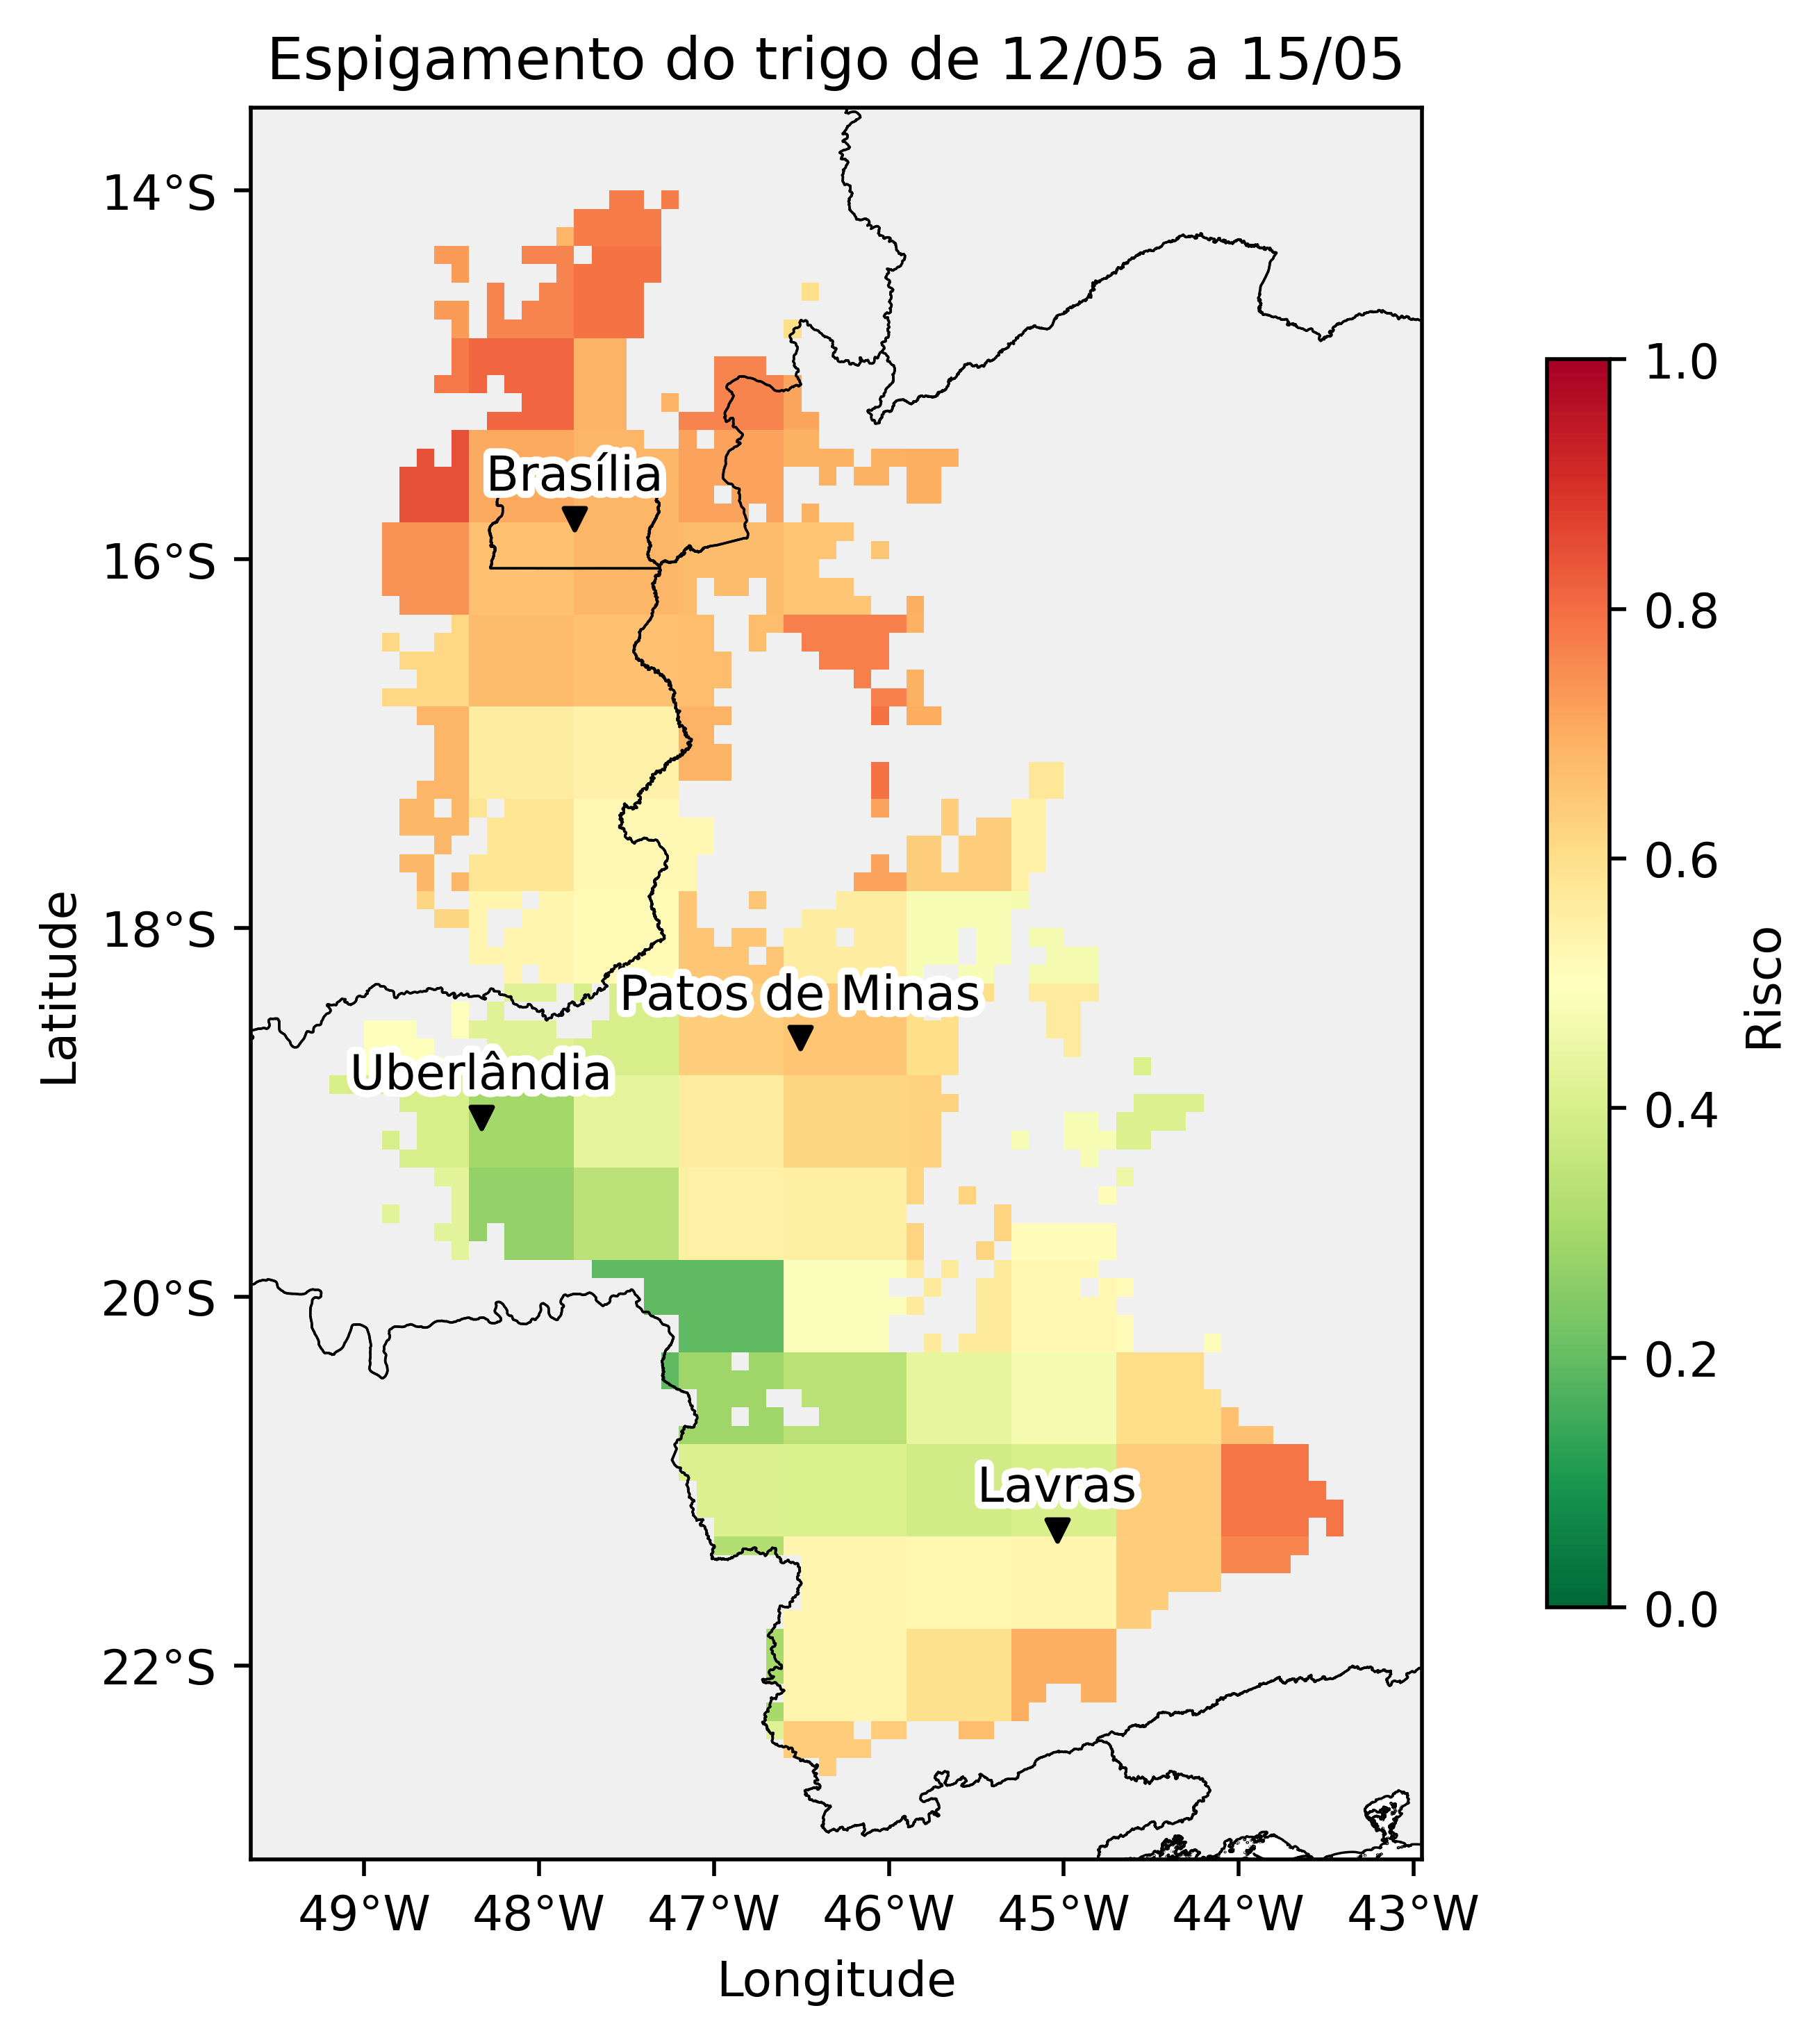 Espigamento do trigo de 12/05 a 15/05
14°S
16°S
18°S
20°S
22°S
Latitude
Brasília
Patos de Minas
Uberlândia
Lavras
49°W 48°W 47°W 46°W 45°W 44°W 43°W
Longitude
1.0
0.8
0.6
0.4
0.2
0.0
Risco